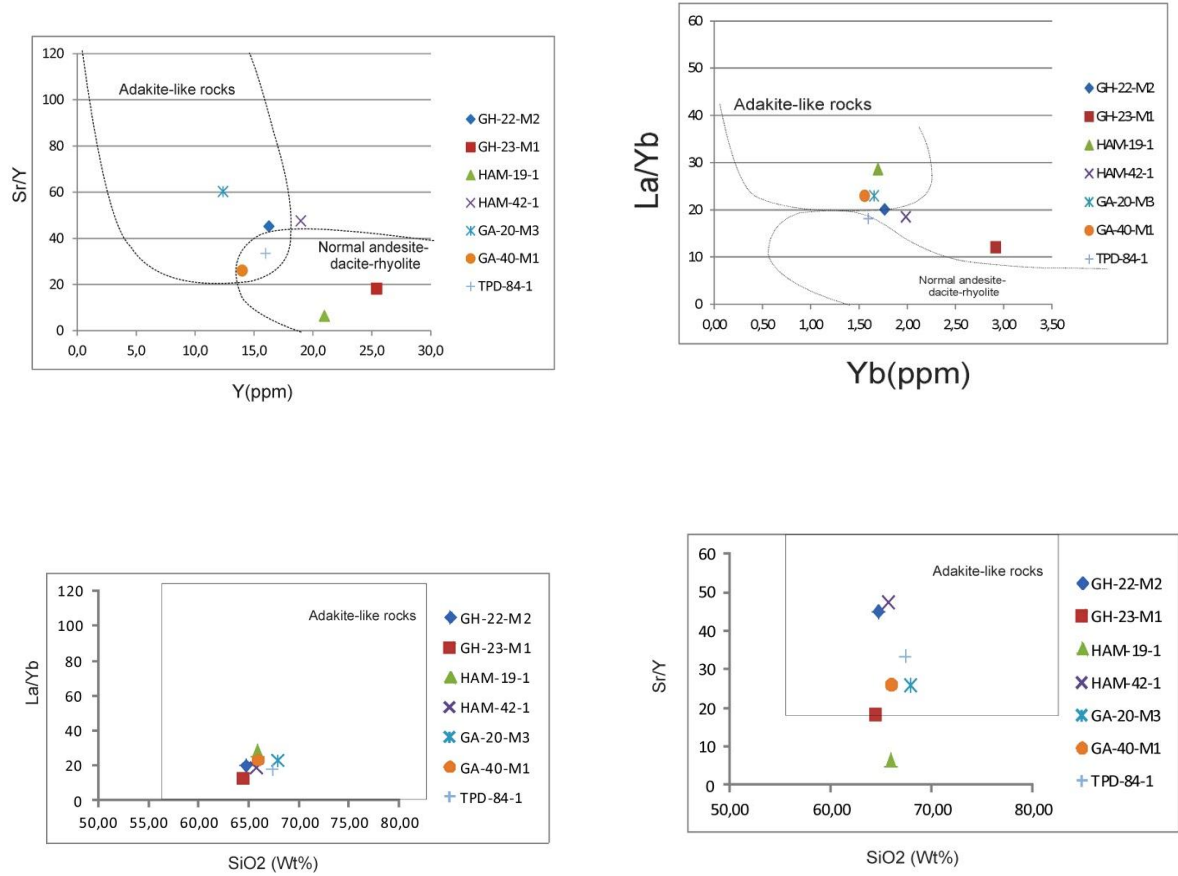 120
100
80
60
40
20
0
Sr/Y
Adakite-like rocks
Normal andesite-
dacite-rhyolite
0,0 5,0 10,0 15,0 20,0 25,0 30,0
Y(ppm)
GH-22-M2
GH-23-M1
HAM-19-1
HAM-42-1
GA-20-M3
GA-40-M1
TPD-84-1
60
50
40
30
20
10
0
La/Yb
Adakite-like rocks
Normal andesite-
dacite-rhyolite
0,00 0,50 1,00 1,50 2,00 2,50 3,00 3,50
Yb(ppm)
GH-22-M2
GH-23-M1
HAM-19-1
HAM-42-1
GA-20-M3
GA-40-M1
TPD-84-1
120
100
80
60
40
20
0
La/Yb
Adakite-like rocks
50,00 60,00 65,00 70,00 75,00 80,00
SiO2 (Wt%)
GH-22-M2
GH-23-M1
HAM-19-1
HAM-42-1
GA-20-M3
GA-40-M1
TPD-84-1
60
50
40
30
20
10
0
Sr/Y
Adakite-like rocks
50,00 60,00 70,00 80,00
SiO2 (Wt%)
GH-22-M2
GH-23-M1
HAM-19-1
HAM-42-1
GA-20-M3
GA-40-M1
TPD-84-1